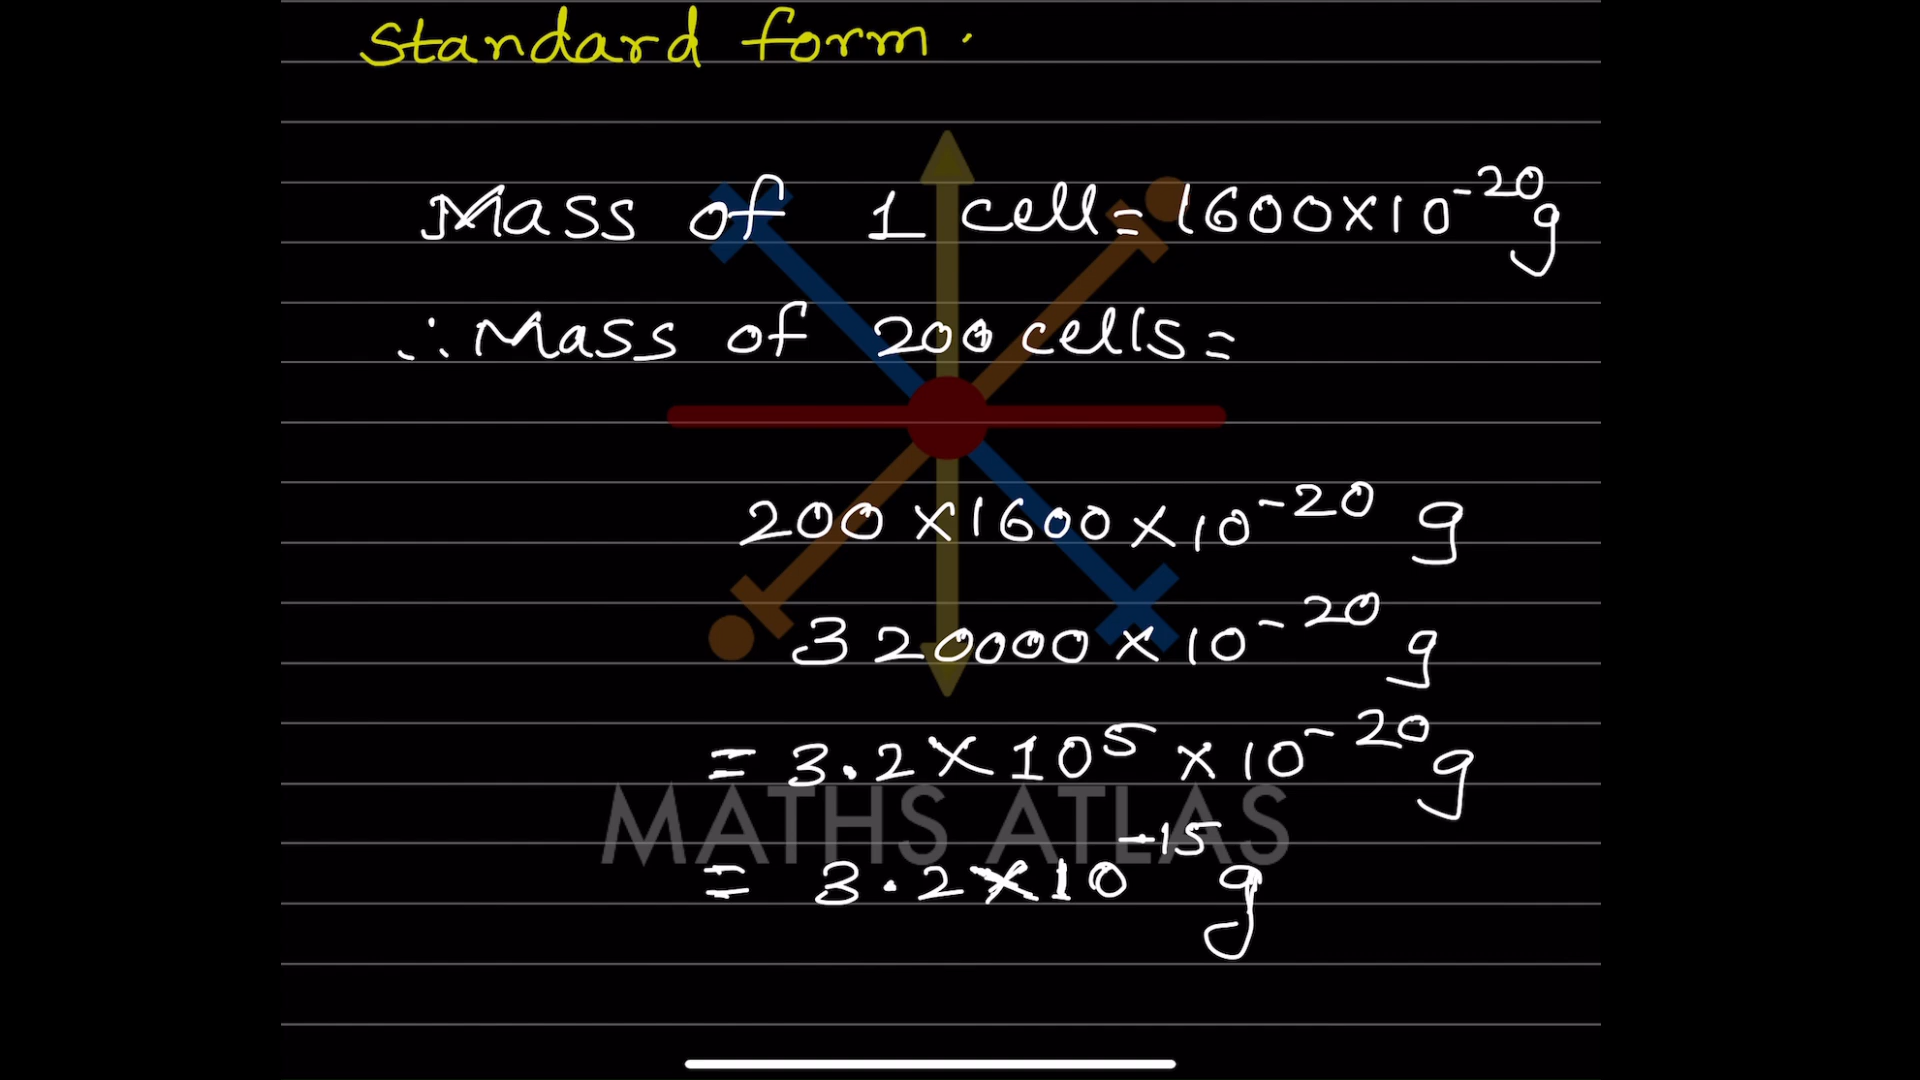 Standard form.
Mass of 1 cell = 1600×10⁻²⁰g
∴ Mass of 200 cells =
200 × 1600 × 10⁻²⁰ g
320000 × 10⁻²⁰ g
= 3.2 × 10⁵ × 10⁻²⁰ g
MATHS ATLAS
= 3.2 × 10⁻¹⁵ g